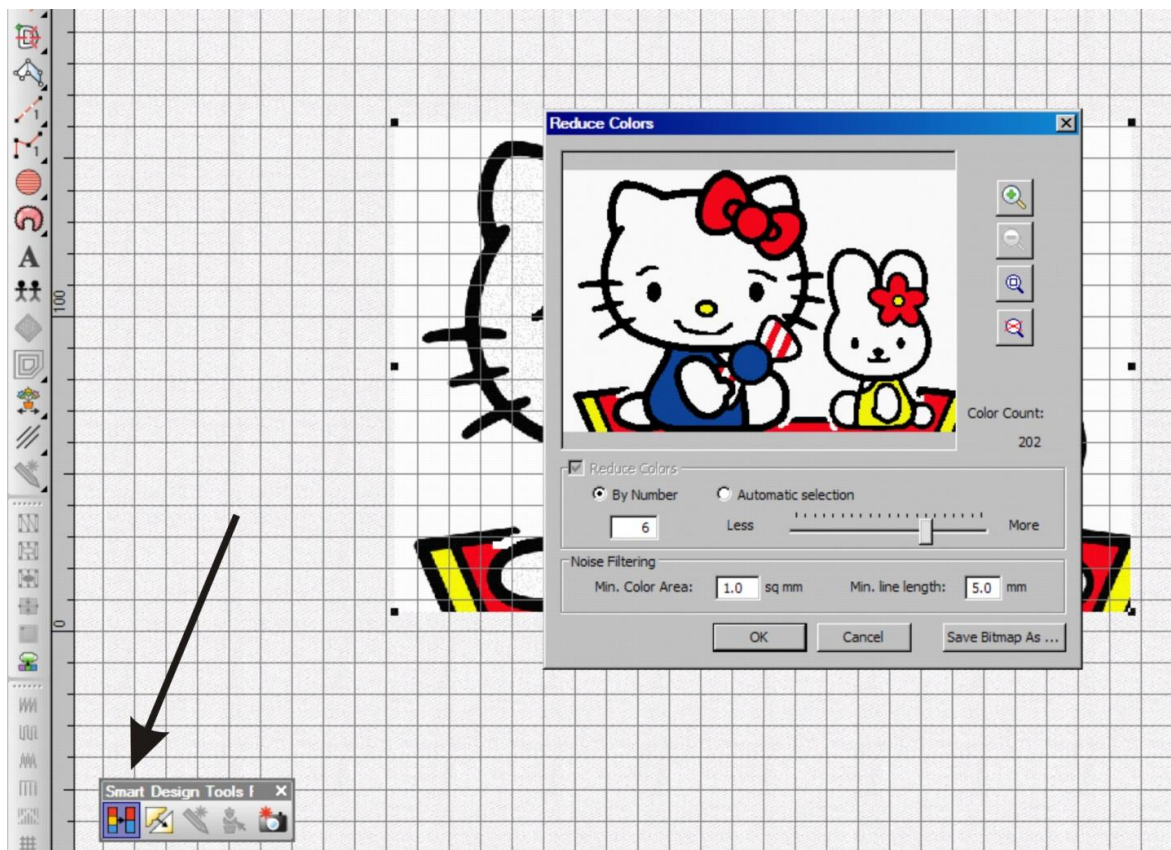 Reduce Colors
Color Count:
202
Reduce Colors
By Number
Automatic selection
6
Less
More
Noise Filtering
Min. Color Area:
1.0
sq mm
Min. line length:
5.0
mm
OK
Cancel
Save Bitmap As ...
1
1
A
100
0
Smart Design Tools